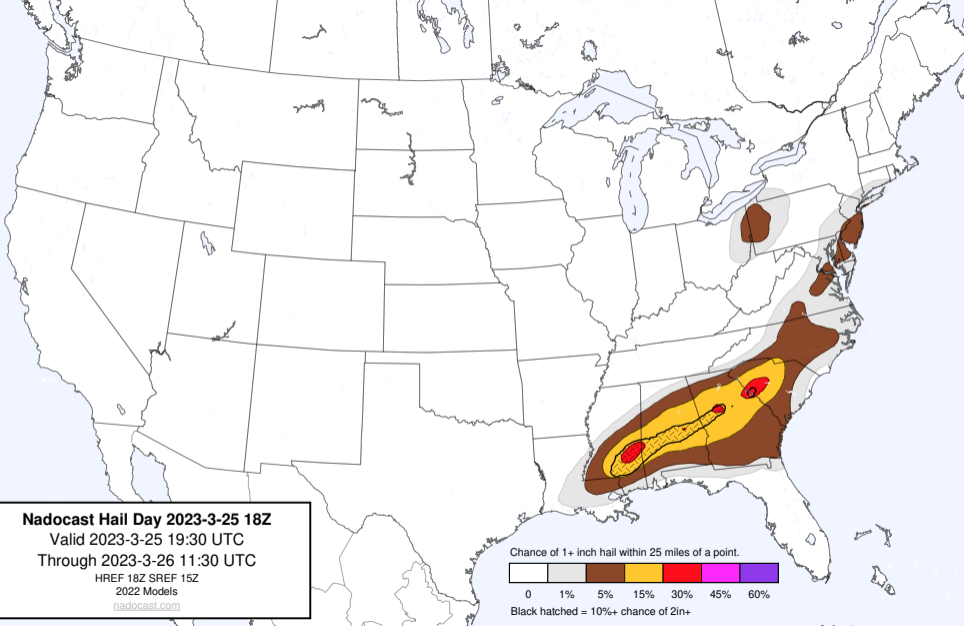 Nadocast Hail Day 2023-3-25 18Z
Valid 2023-3-25 19:30 UTC
Through 2023-3-26 11:30 UTC
HREF 18Z SREF 15Z
2022 Models
nadocast.com
Chance of 1+ inch hail within 25 miles of a point.
0 1% 5% 15% 30% 45% 60%
Black hatched = 10%+ chance of 2in+